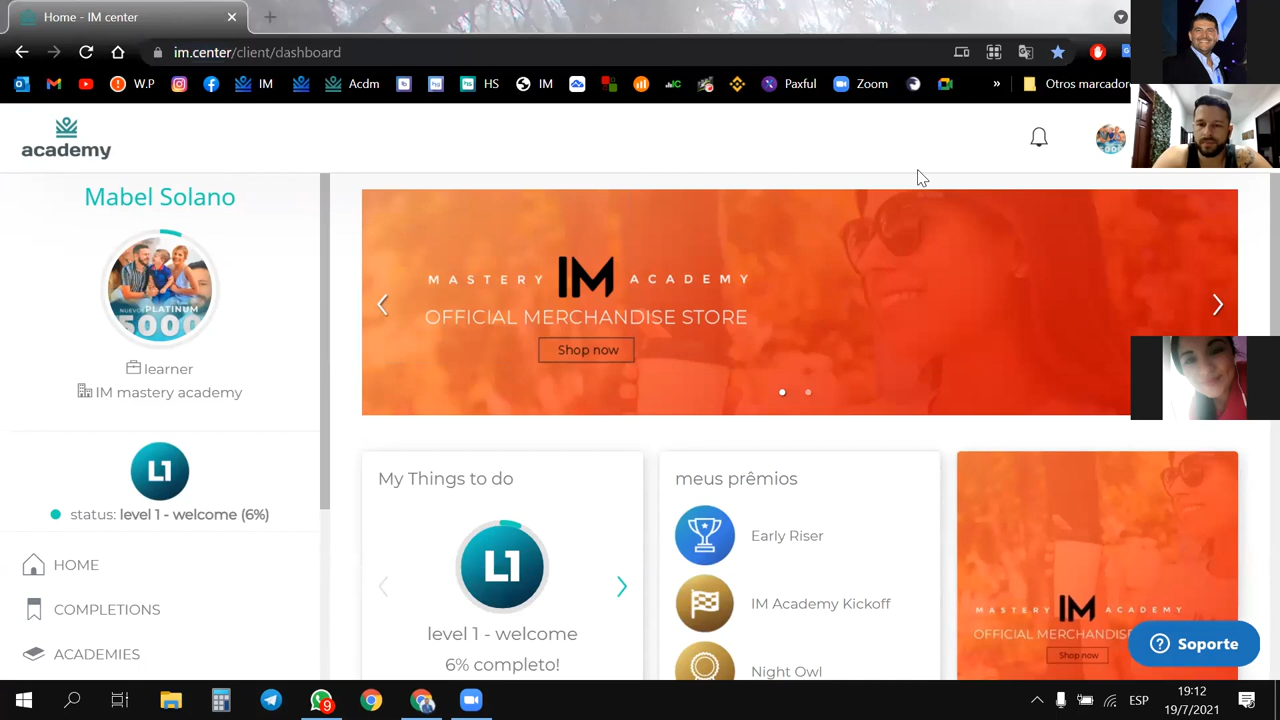 Home - IM center
im.center/client/dashboard
W.P
IM
Acdm
HS
IM
Paxful
Zoom
»
Otros marcador
academy
Mabel Solano
NUEVOS PLATINUM
5000
learner
IM mastery academy
L1
status: level 1 - welcome (6%)
HOME
COMPLETIONS
ACADEMIES
MASTERY IM ACADEMY
OFFICIAL MERCHANDISE STORE
Shop now
My Things to do
L1
level 1 - welcome
6% completo!
meus prêmios
Early Riser
IM Academy Kickoff
Night Owl
MASTERY IM ACADEMY
OFFICIAL MERCHANDISE
Shop now
Soporte
9
ESP
19:12
19/7/2021